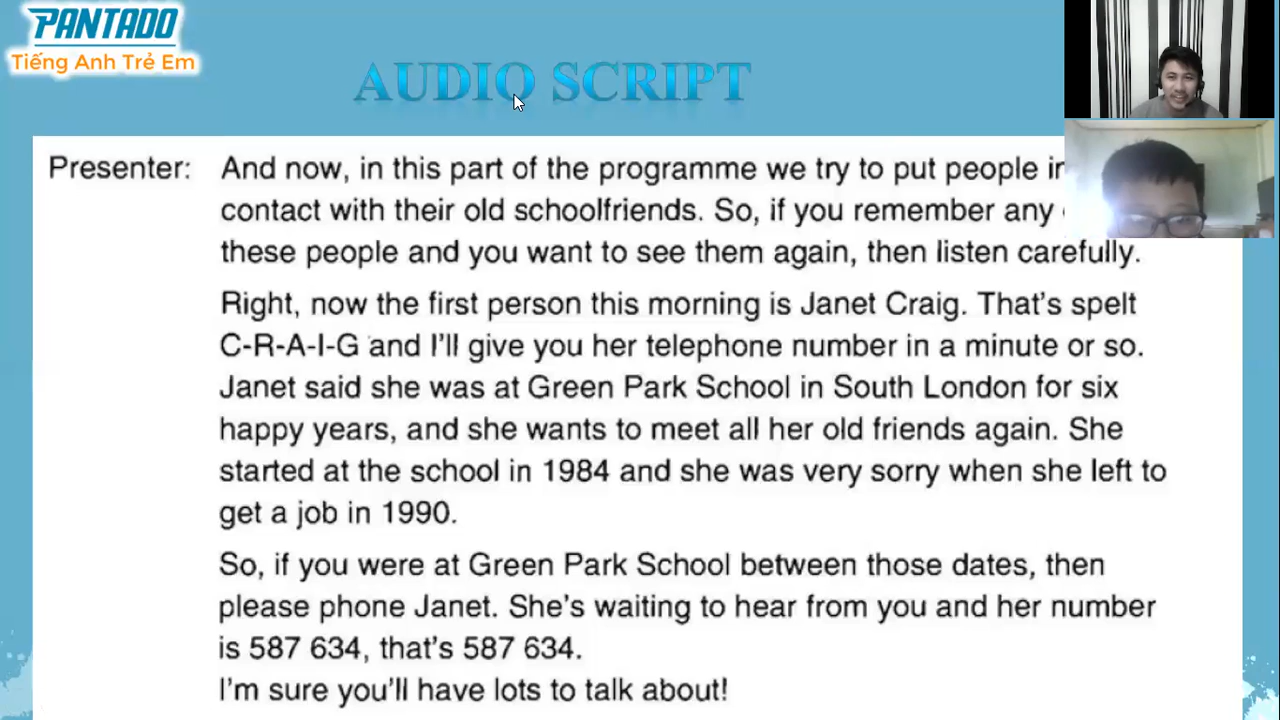 PANTADO
Tiếng Anh Trẻ Em
AUDIO SCRIPT
Presenter: And now, in this part of the programme we try to put people
contact with their old schoolfriends. So, if you remember any
these people and you want to see them again, then listen carefully.
Right, now the first person this morning is Janet Craig. That's spelt
C-R-A-I-G and I'll give you her telephone number in a minute or so.
Janet said she was at Green Park School in South London for six
happy years, and she wants to meet all her old friends again. She
started at the school in 1984 and she was very sorry when she left to
get a job in 1990.
So, if you were at Green Park School between those dates, then
please phone Janet. She's waiting to hear from you and her number
is 587 634, that's 587 634.
I'm sure you'll have lots to talk about!